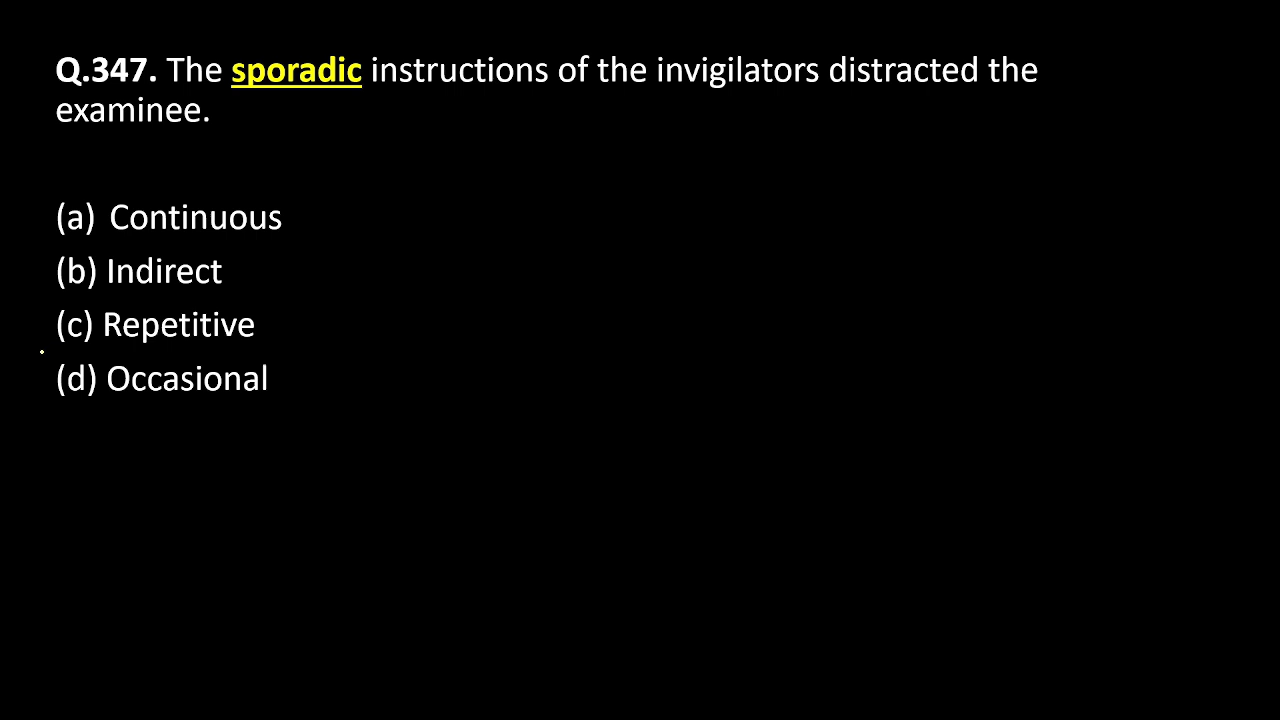 Q.347. The sporadic instructions of the invigilators distracted the
examinee.
(a) Continuous
(b) Indirect
(c) Repetitive
(d) Occasional